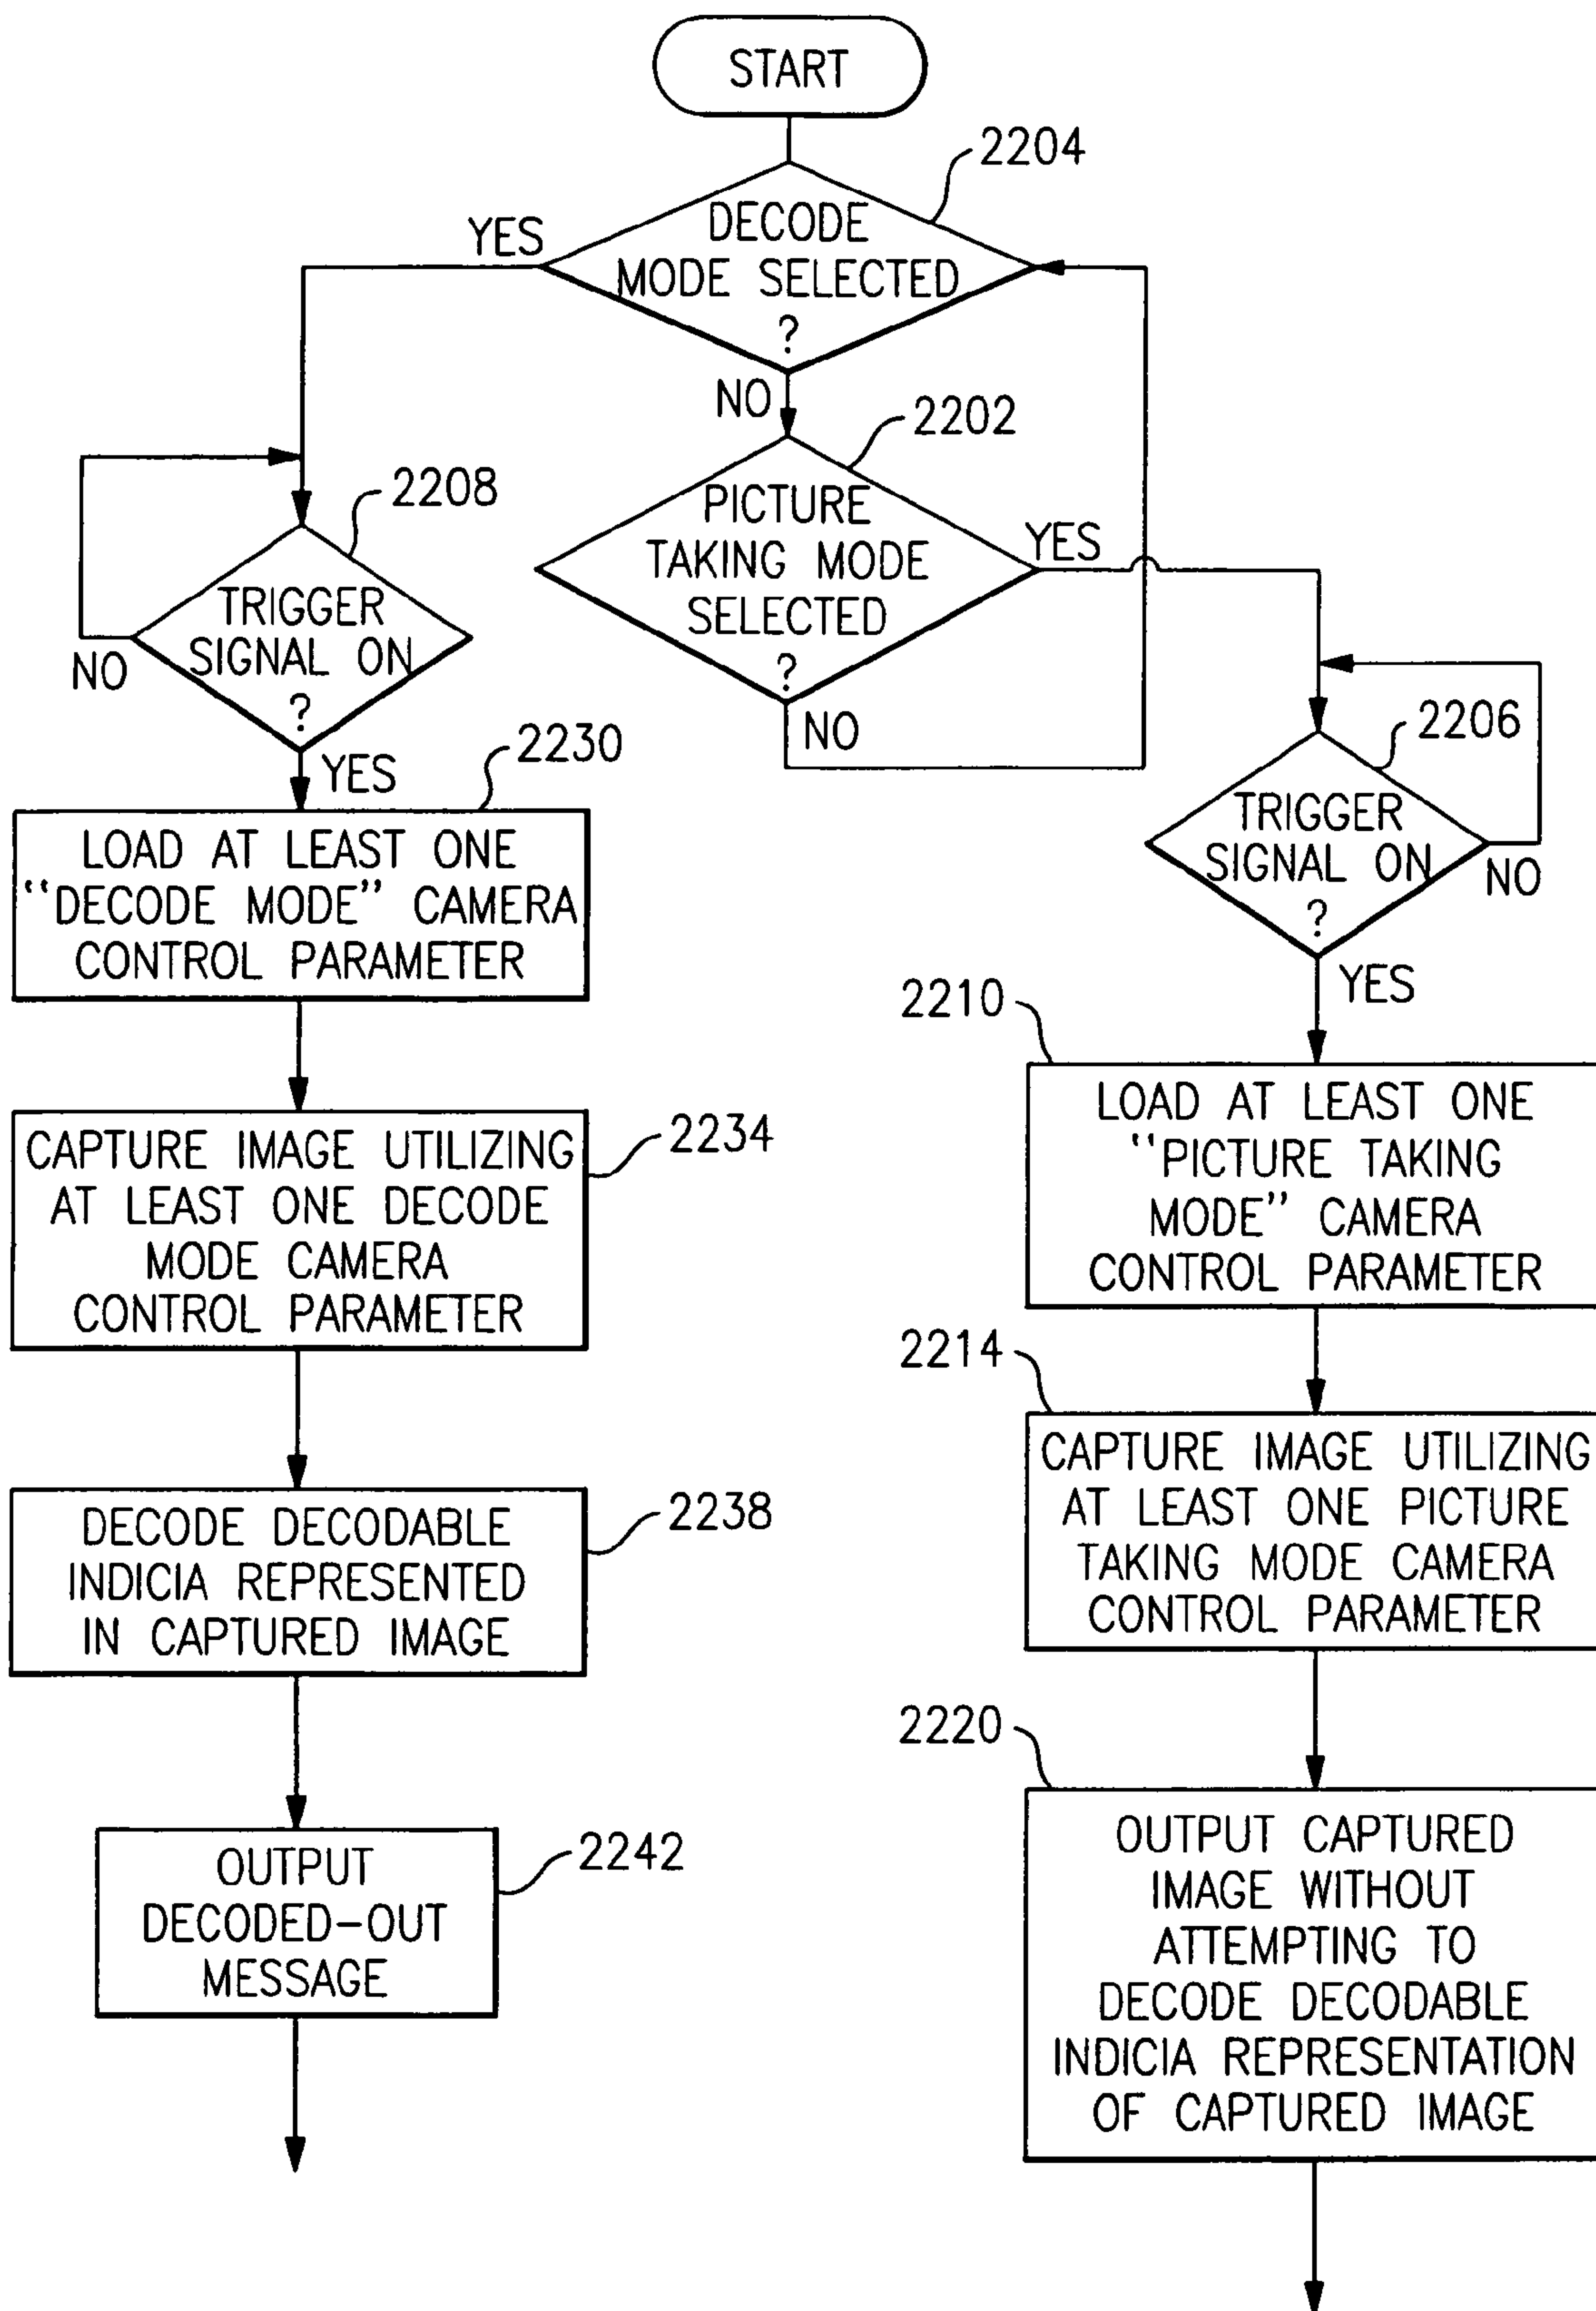 START
2204
DECODE
MODE SELECTED
?
YES
NO
2202
PICTURE
TAKING MODE
SELECTED
?
YES
NO
2208
TRIGGER
SIGNAL ON
?
NO
YES
2230
LOAD AT LEAST ONE
"DECODE MODE" CAMERA
CONTROL PARAMETER
2234
CAPTURE IMAGE UTILIZING
AT LEAST ONE DECODE
MODE CAMERA
CONTROL PARAMETER
2238
DECODE DECODABLE
INDICIA REPRESENTED
IN CAPTURED IMAGE
2242
OUTPUT
DECODED-OUT
MESSAGE
2206
TRIGGER
SIGNAL ON
?
NO
YES
2210
LOAD AT LEAST ONE
"PICTURE TAKING
MODE" CAMERA
CONTROL PARAMETER
2214
CAPTURE IMAGE UTILIZING
AT LEAST ONE PICTURE
TAKING MODE CAMERA
CONTROL PARAMETER
2220
OUTPUT CAPTURED
IMAGE WITHOUT
ATTEMPTING TO
DECODE DECODABLE
INDICIA REPRESENTATION
OF CAPTURED IMAGE